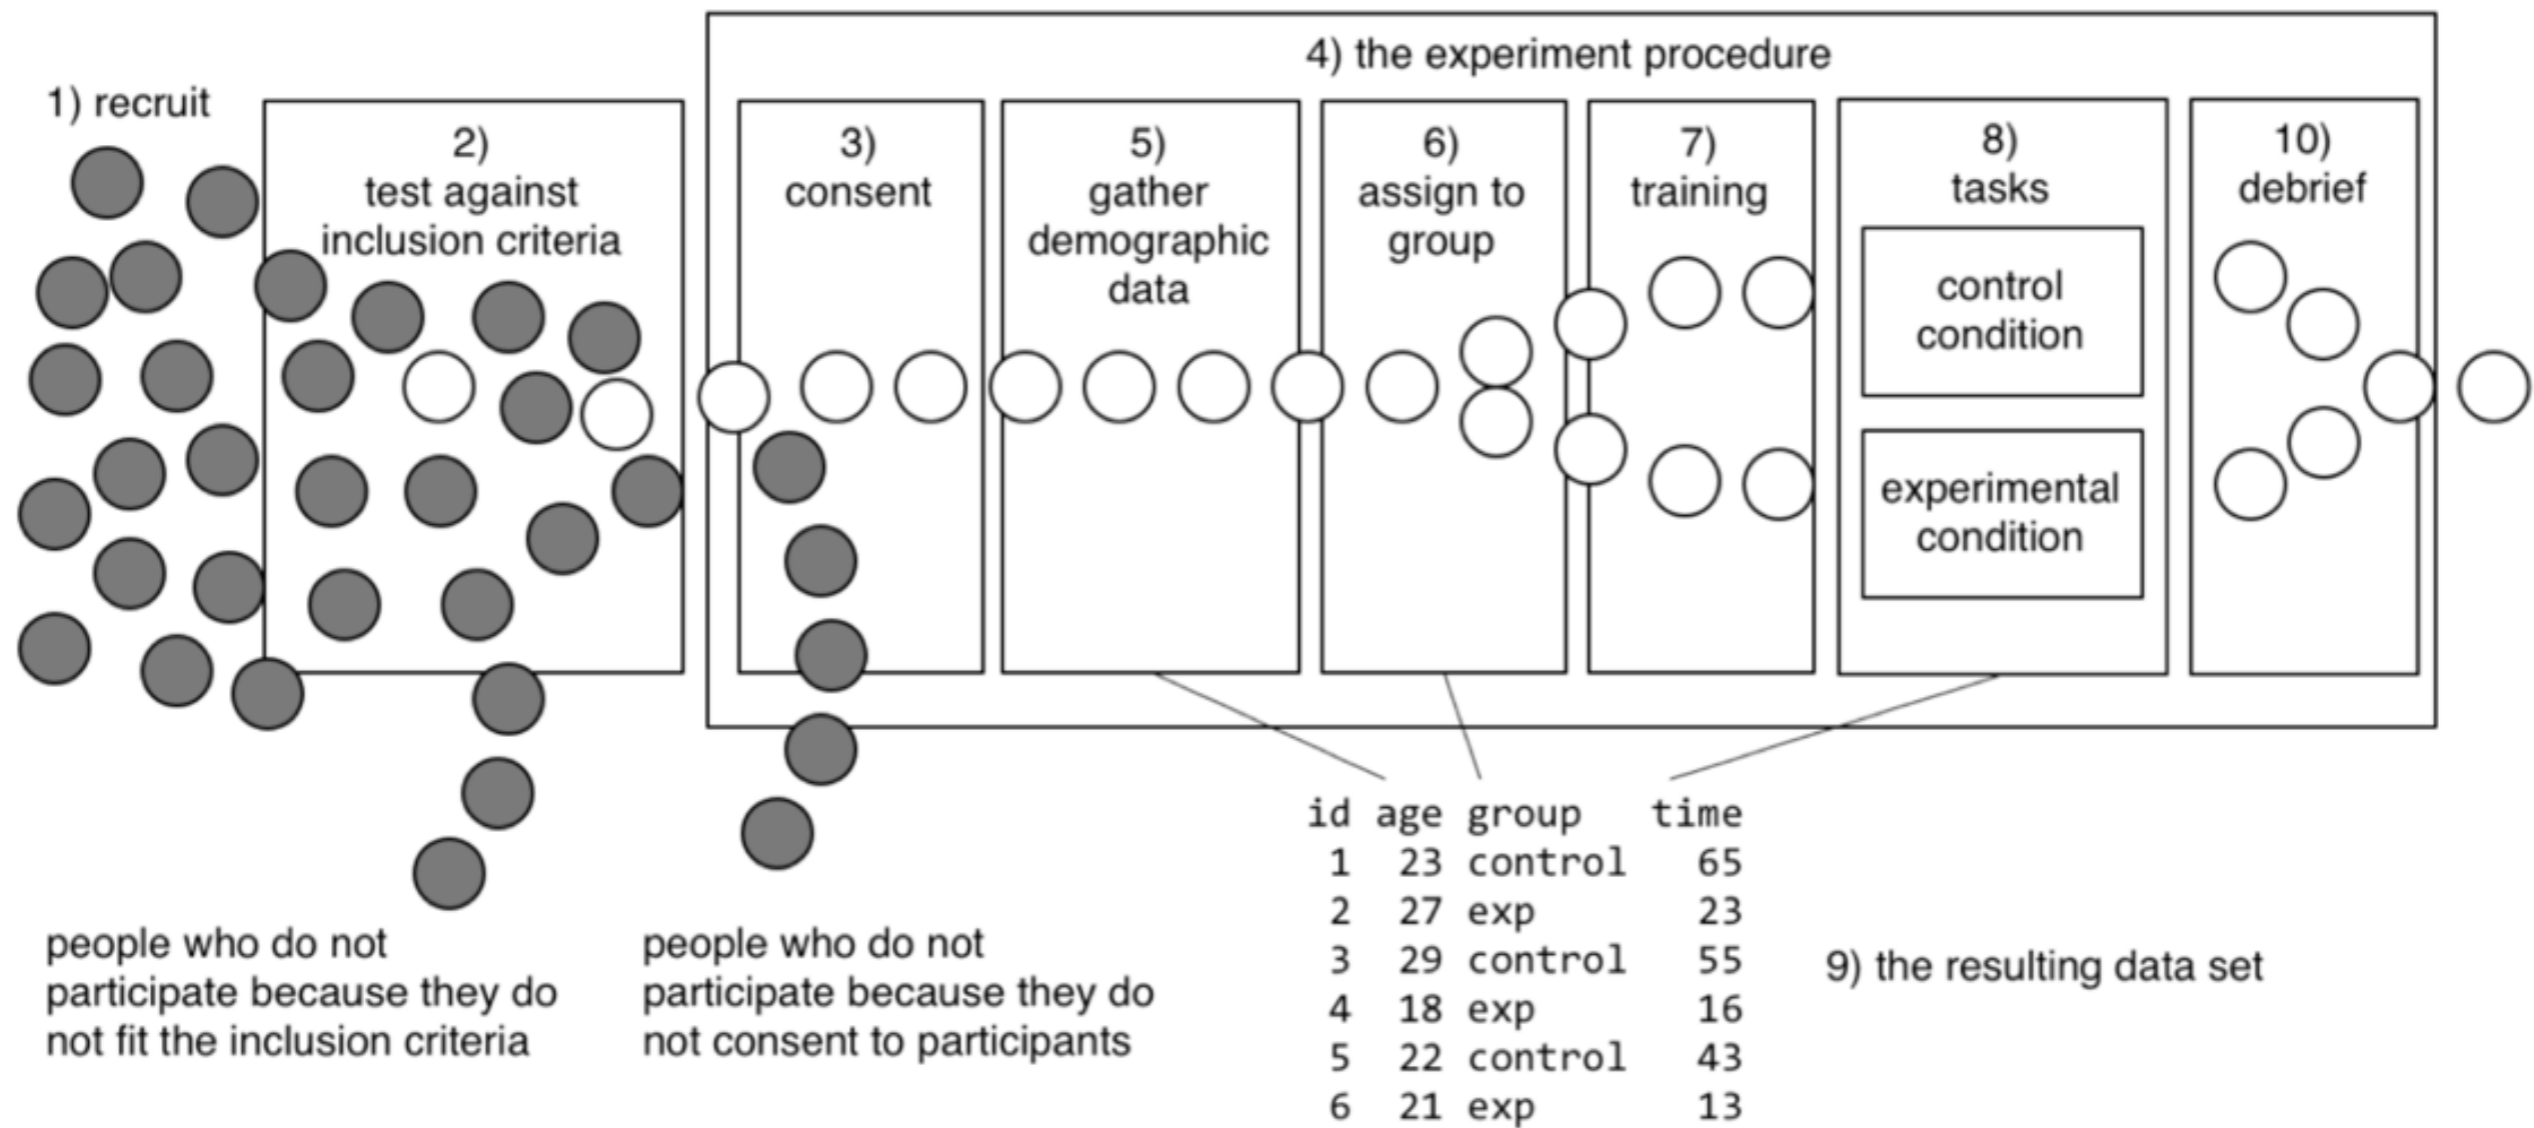 1) recruit
2)
test against
inclusion criteria
4) the experiment procedure
3)
consent
5)
gather
demographic
data
6)
assign to
group
7)
training
8)
tasks
control
condition
experimental
condition
10)
debrief
people who do not
participate because they do
not fit the inclusion criteria
people who do not
participate because they do
not consent to participants
id age group time
1 23 control 65
2 27 exp 23
3 29 control 55
4 18 exp 16
5 22 control 43
6 21 exp 13
9) the resulting data set